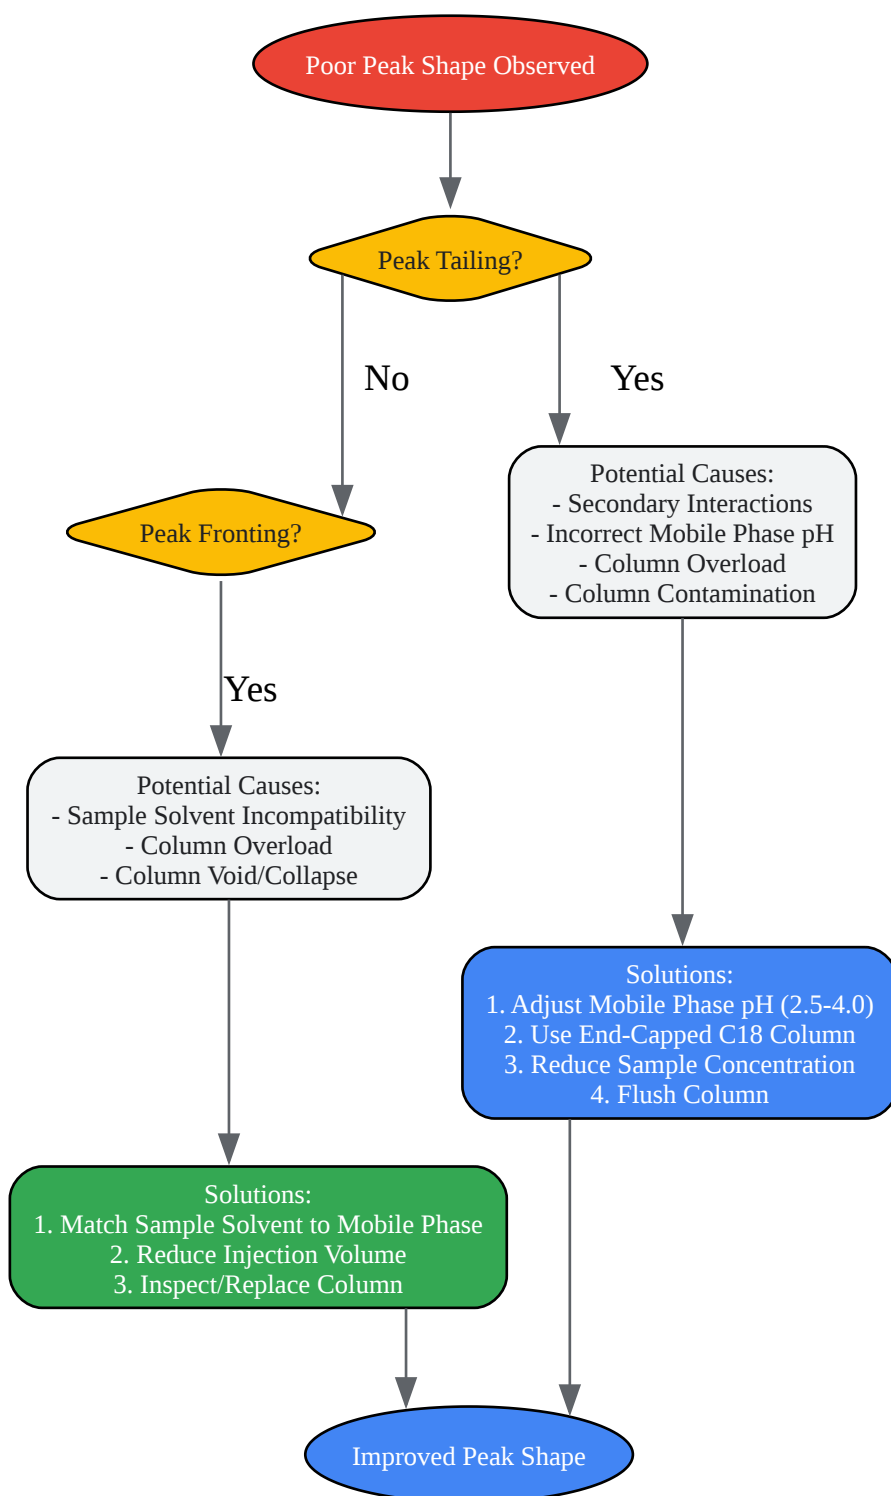 Poor Peak Shape Observed
Peak Tailing?
No
Yes
Potential Causes:
- Secondary Interactions
- Incorrect Mobile Phase pH
- Column Overload
- Column Contamination
Peak Fronting?
Yes
Potential Causes:
- Sample Solvent Incompatibility
- Column Overload
- Column Void/Collapse
Solutions:
1. Adjust Mobile Phase pH (2.5-4.0)
2. Use End-Capped C18 Column
3. Reduce Sample Concentration
4. Flush Column
Solutions:
1. Match Sample Solvent to Mobile Phase
2. Reduce Injection Volume
3. Inspect/Replace Column
Improved Peak Shape